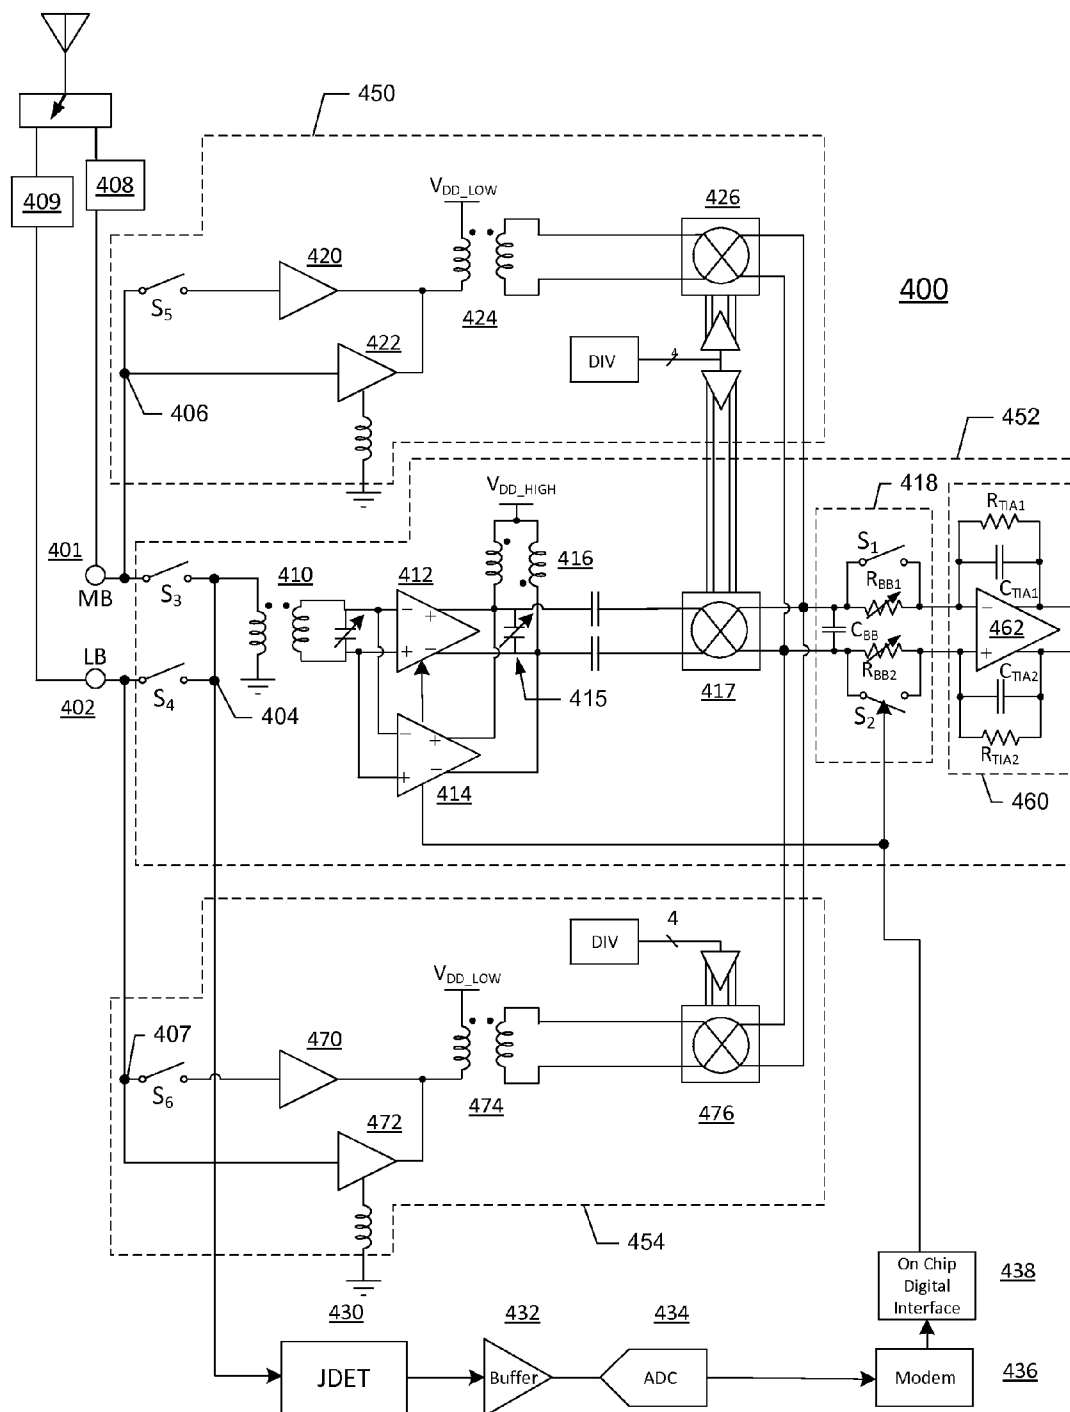 450
409
408
V_DD_LOW
426
420
S5
424
400
422
DIV
4
406
452
V_DD_HIGH
418
R_TIA1
401
MB
S3
410
412
416
S1
R_BB1
C_TIA1
C_BB
462
LB
402
S4
404
415
417
R_BB2
S2
C_TIA2
R_TIA2
414
460
4
DIV
V_DD_LOW
407
470
S6
474
476
472
454
On Chip
Digital
Interface
438
430
432
434
JDET
Buffer
ADC
Modem
436
− + + −
− + + −
− +